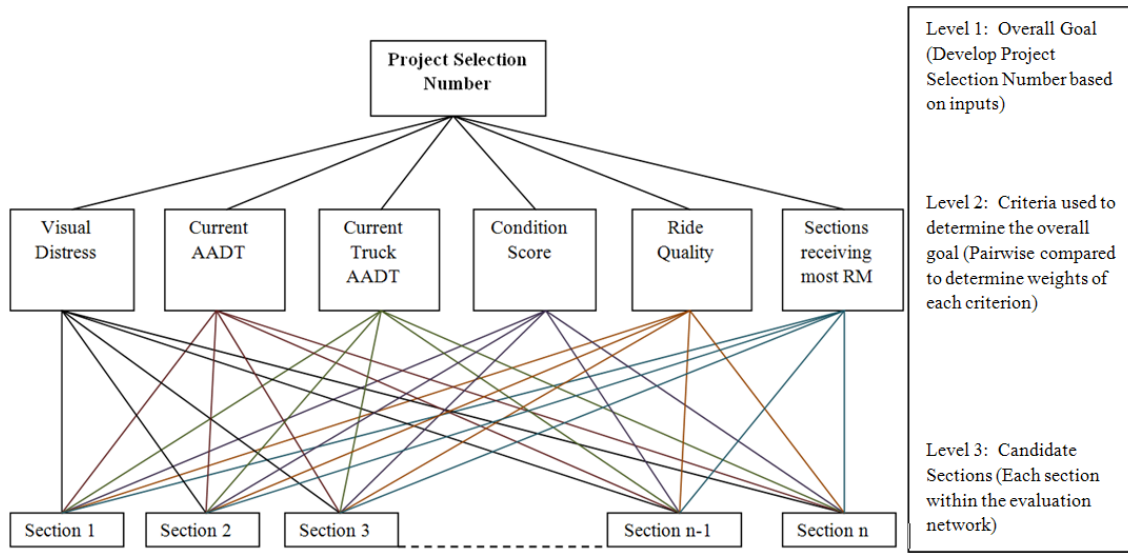 Project Selection
Number
Visual
Distress
Current
AADT
Current
Truck
AADT
Condition
Score
Ride
Quality
Sections
receiving
most RM
Section 1
Section 2
Section 3
Section n-1
Section n
Level 1: Overall Goal
(Develop Project
Selection Number based
on inputs)
Level 2: Criteria used to
determine the overall
goal (Pairwise compared
to determine weights of
each criterion)
Level 3: Candidate
Sections (Each section
within the evaluation
network)